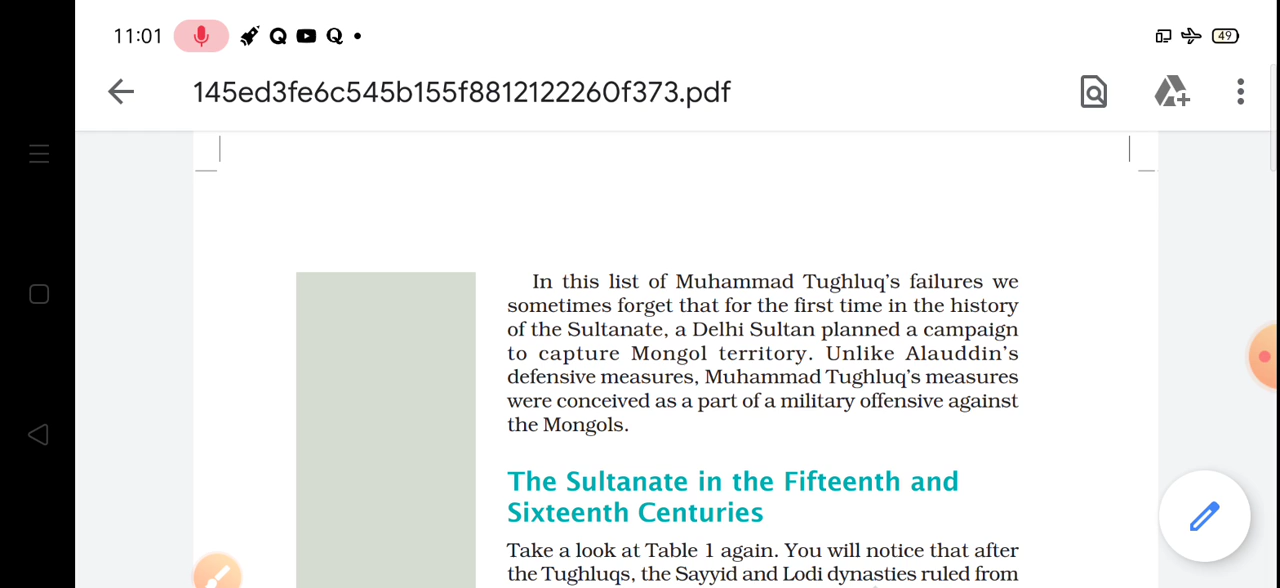 11:01
49
145ed3fe6c545b155f8812122260f373.pdf
In this list of Muhammad Tughluq's failures we
sometimes forget that for the first time in the history
of the Sultanate, a Delhi Sultan planned a campaign
to capture Mongol territory. Unlike Alauddin's
defensive measures, Muhammad Tughluq's measures
were conceived as a part of a military offensive against
the Mongols.
The Sultanate in the Fifteenth and
Sixteenth Centuries
Take a look at Table 1 again. You will notice that after
the Tughluqs, the Sayyid and Lodi dynasties ruled from